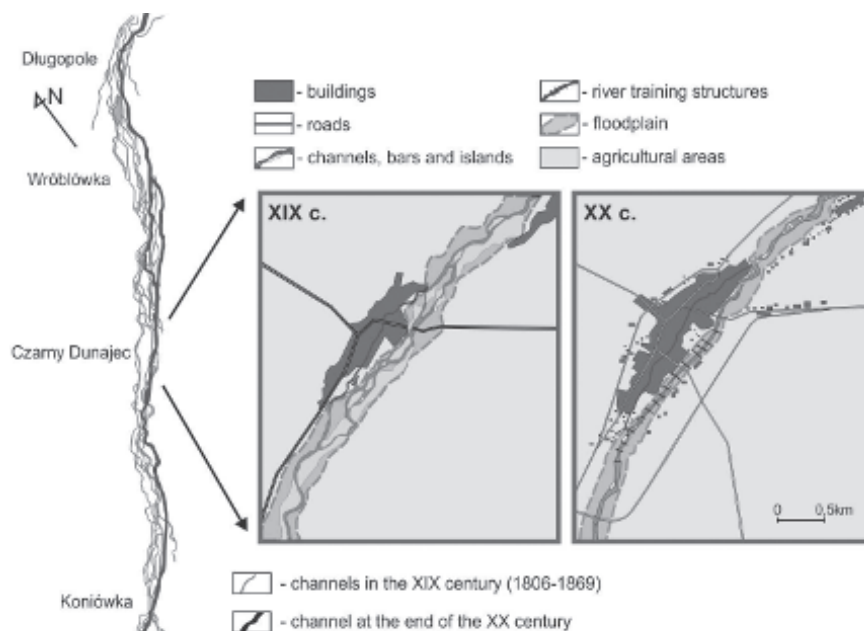 Długopole
N
Wróblówka
Czarny Dunajec
Koniówka
- buildings
- roads
- channels, bars and islands
- river training structures
- floodplain
- agricultural areas
XIX c.
XX c.
0 0,5km
- channels in the XIX century (1806-1869)
- channel at the end of the XX century